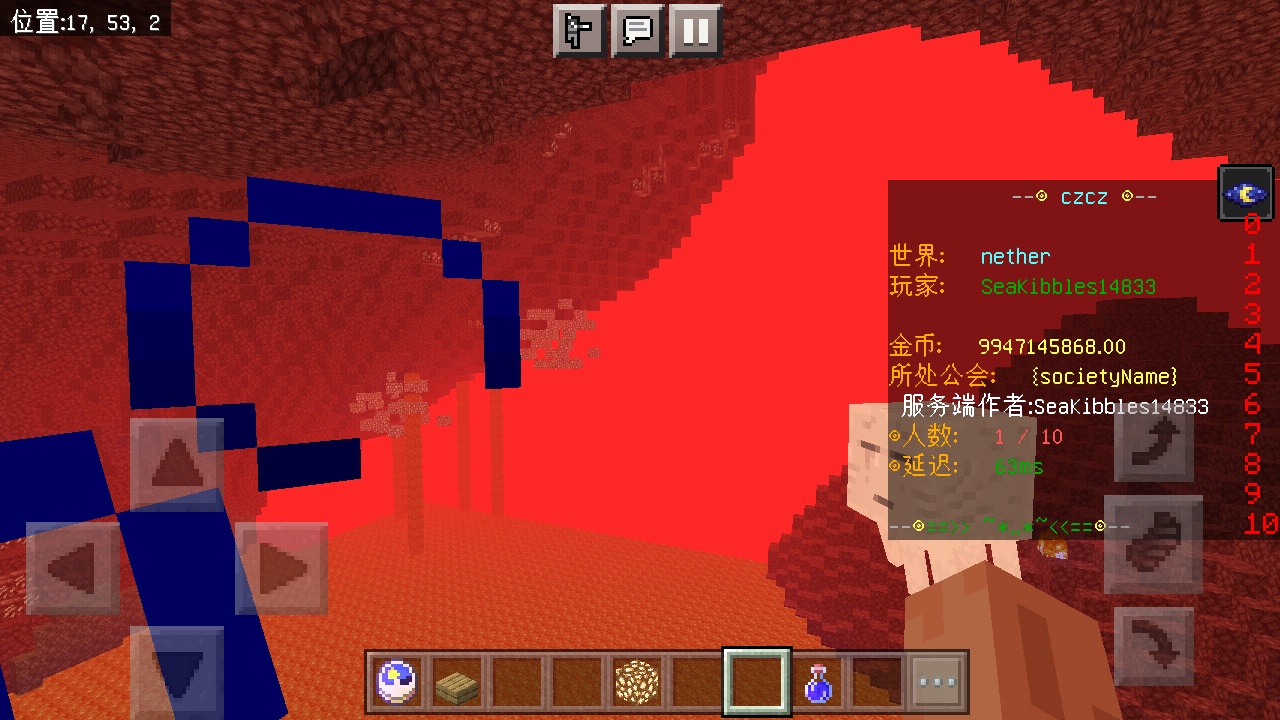 位置:17, 53, 2
--◎ czcz ◎--
0
1
世界: nether
2
玩家: SeaKibbles14833
3
4
金币: 9947145868.00
5
所处公会: {societyName}
6
服务端作者:SeaKibbles14833
7
◎人数: 1 / 10
8
◎延迟: 63ms
9
10